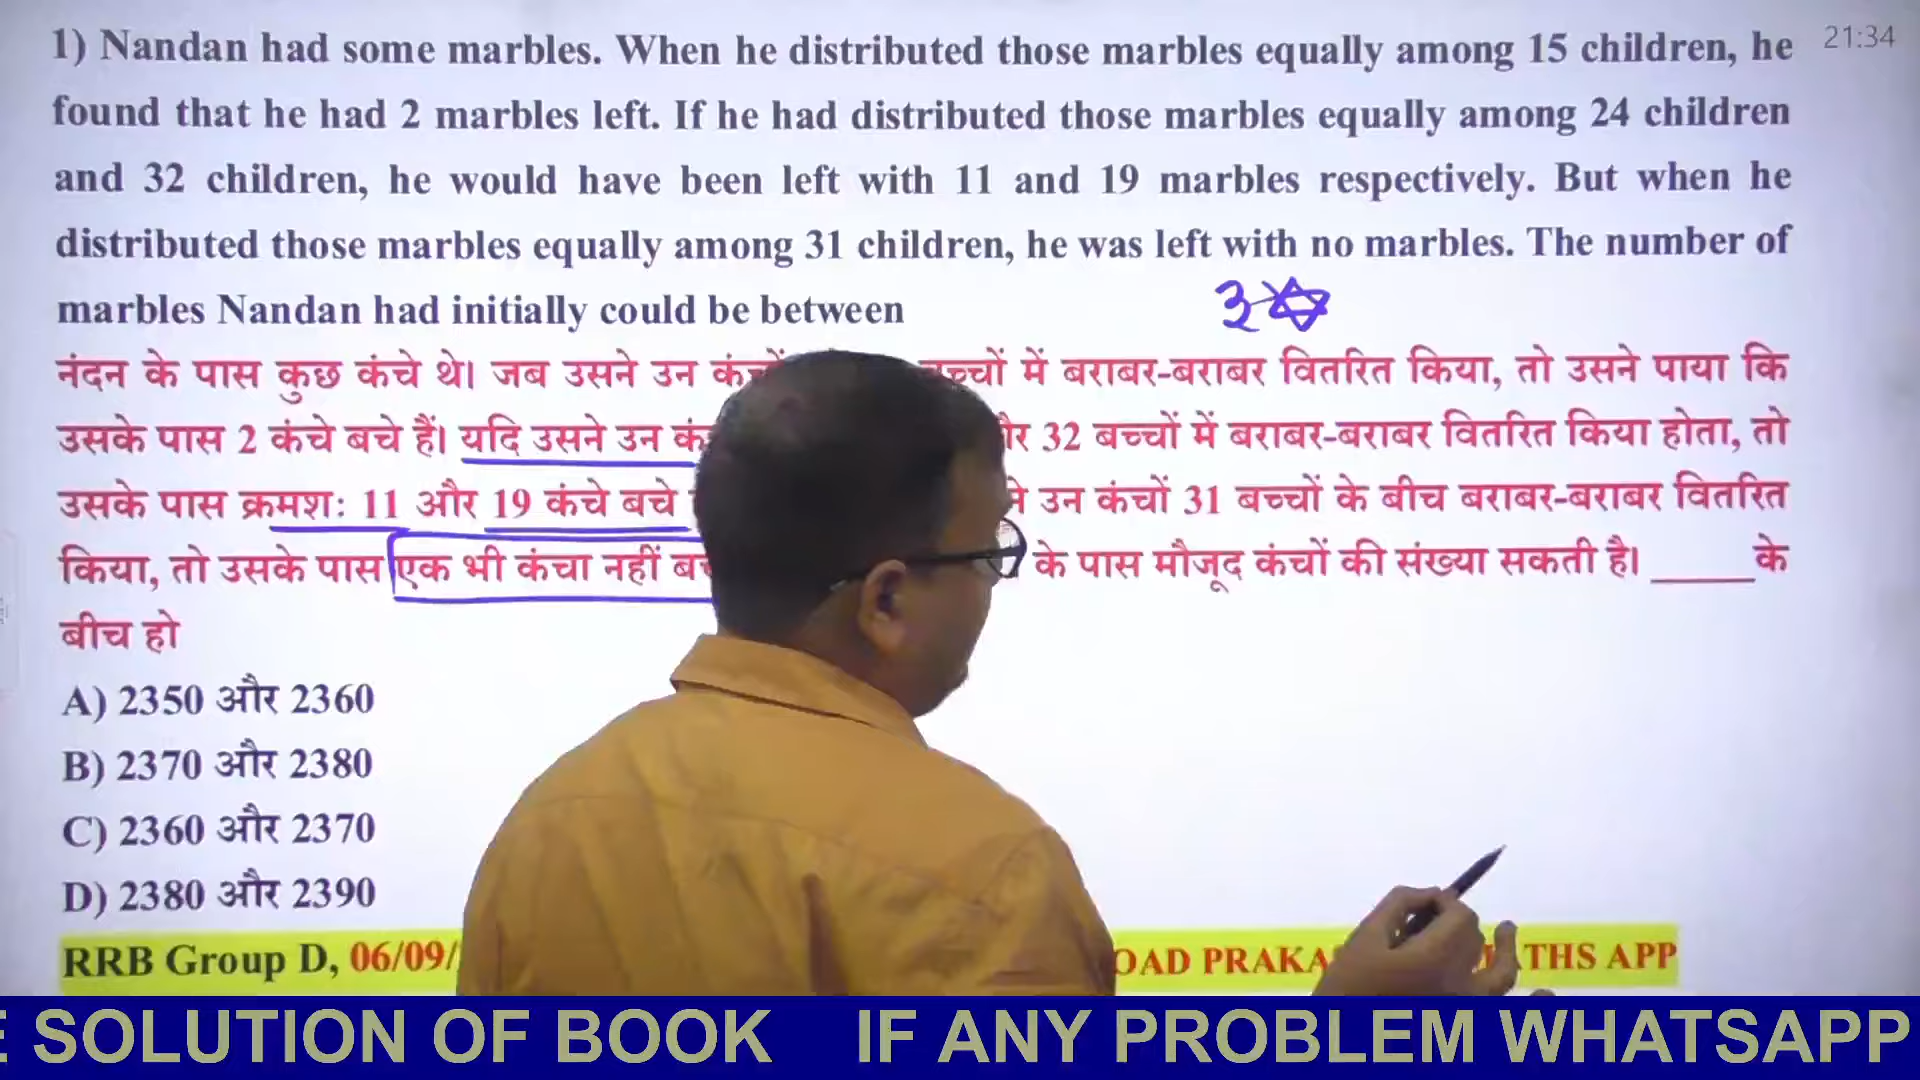 1) Nandan had some marbles. When he distributed those marbles equally among 15 children, he
21:34
found that he had 2 marbles left. If he had distributed those marbles equally among 24 children
and 32 children, he would have been left with 11 and 19 marbles respectively. But when he
distributed those marbles equally among 31 children, he was left with no marbles. The number of
marbles Nandan had initially could be between
नंदन के पास कुछ कंचे थे। जब उसने उन कंचों बच्चों में बराबर-बराबर वितरित किया, तो उसने पाया कि
उसके पास 2 कंचे बचे हैं। यदि उसने उन 32 बच्चों में बराबर-बराबर वितरित किया होता, तो
उसके पास क्रमशः 11 और 19 कंचे बचे उन कंचों 31 बच्चों के बीच बराबर-बराबर वितरित
किया, तो उसके पास एक भी कंचा नहीं के पास मौजूद कंचों की संख्या सकती है। _____के
बीच हो
A) 2350 और 2360
B) 2370 और 2380
C) 2360 और 2370
D) 2380 और 2390
RRB Group D, 06/09/ MATHS APP
SOLUTION OF BOOK IF ANY PROBLEM WHATSAPP